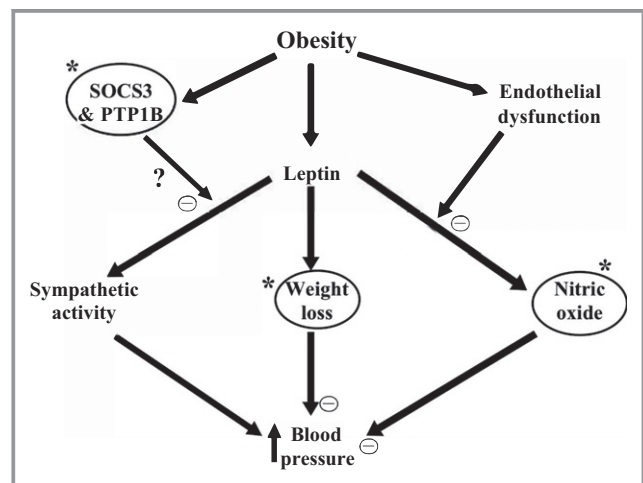 Obesity
*
SOCS3
& PTP1B
Endothelial
dysfunction
?
⊖
Leptin
⊖
Sympathetic
activity
*
Weight
loss
*
Nitric
oxide
⊖
↑ Blood
pressure
⊖